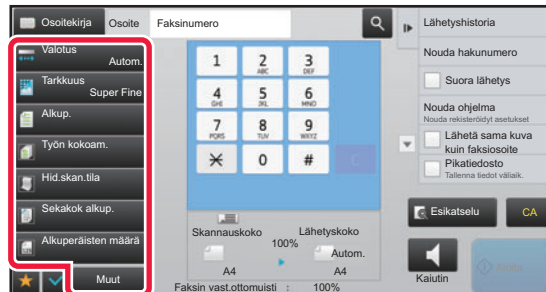 Osoitekirja
Osoite
Faksinumero
Valotus
Autom.
Tarkkuus
Super Fine
Alkup.
Työn kokoam.
Hid.skan.tila
Sekakok alkup.
Alkuperäisten määrä
Muut
1
2
ABC
3
DEF
4
GHI
5
JKL
6
MNO
7
PQRS
8
TUV
9
WXYZ
0
#
C
Skannauskoko
100%
Lähetyskoko
Autom.
A4
A4
Faksin vast.ottomuisti : 100%
Lähetyshistoria
Nouda hakunumero
Suora lähetys
Nouda ohjelma
Nouda rekisteröidyt asetukset
Lähetä sama kuva
kuin faksiosoite
Pikatiedosto
Tallenna tiedot väliaik.
Esikatselu
CA
Kaiutin
Aloita